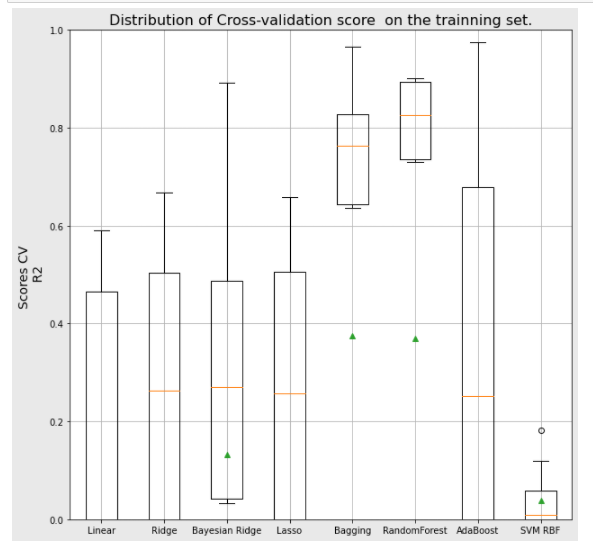 Distribution of Cross-validation score on the trainning set.
1.0
0.8
0.6
0.4
0.2
0.0
Scores CV
R2
Linear Ridge Bayesian Ridge Lasso Bagging RandomForest AdaBoost SVM RBF